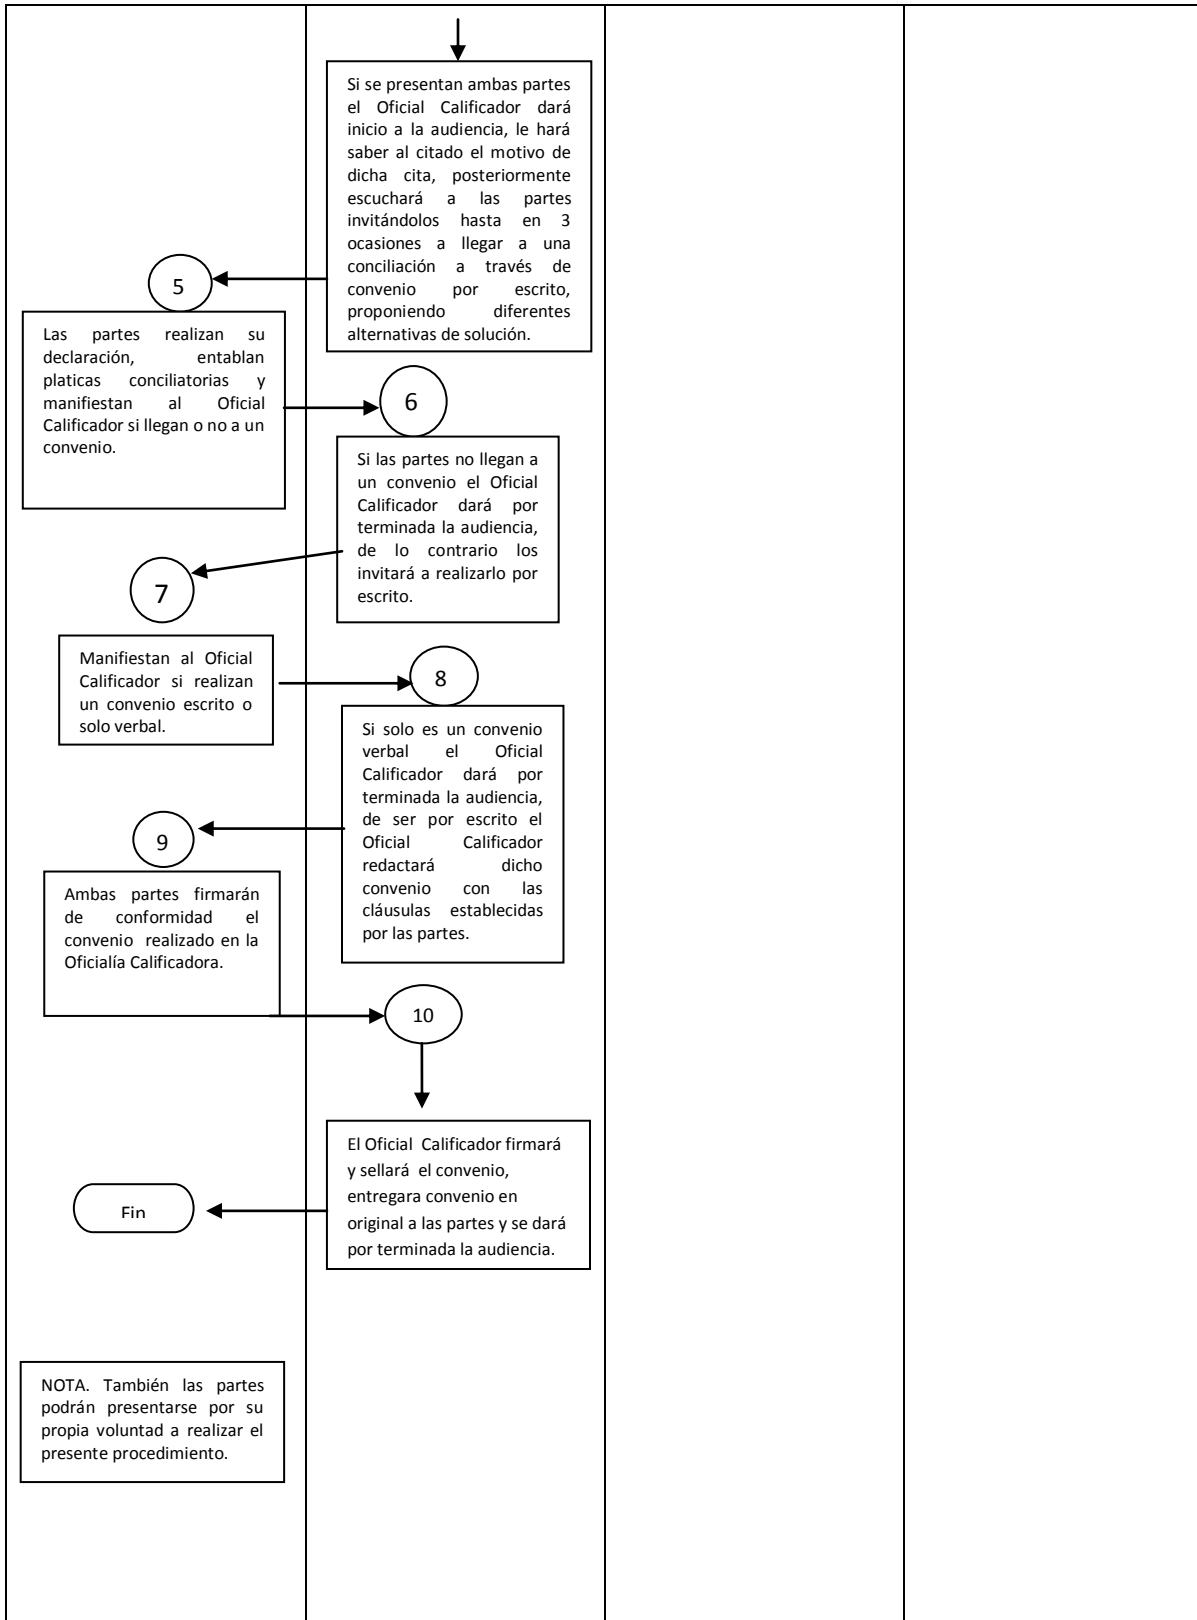 Si se presentan ambas partes
el Oficial Calificador dará
inicio a la audiencia, le hará
saber al citado el motivo de
dicha cita, posteriormente
escuchará a las partes
invitándolos hasta en 3
ocasiones a llegar a una
conciliación a través de
convenio por escrito,
proponiendo diferentes
alternativas de solución.
5
Las partes realizan su
declaración, entablan
platicas conciliatorias y
manifiestan al Oficial
Calificador si llegan o no a un
convenio.
6
Si las partes no llegan a
un convenio el Oficial
Calificador dará por
terminada la audiencia,
de lo contrario los
invitará a realizarlo por
escrito.
7
Manifiestan al Oficial
Calificador si realizan
un convenio escrito o
solo verbal.
8
Si solo es un convenio
verbal el Oficial
Calificador dará por
terminada la audiencia,
de ser por escrito el
Oficial Calificador
redactará dicho
convenio con las
cláusulas establecidas
por las partes.
9
Ambas partes firmarán
de conformidad el
convenio realizado en la
Oficialía Calificadora.
10
El Oficial Calificador firmará
y sellará el convenio,
entregara convenio en
original a las partes y se dará
por terminada la audiencia.
Fin
NOTA. También las partes
podrán presentarse por su
propia voluntad a realizar el
presente procedimiento.